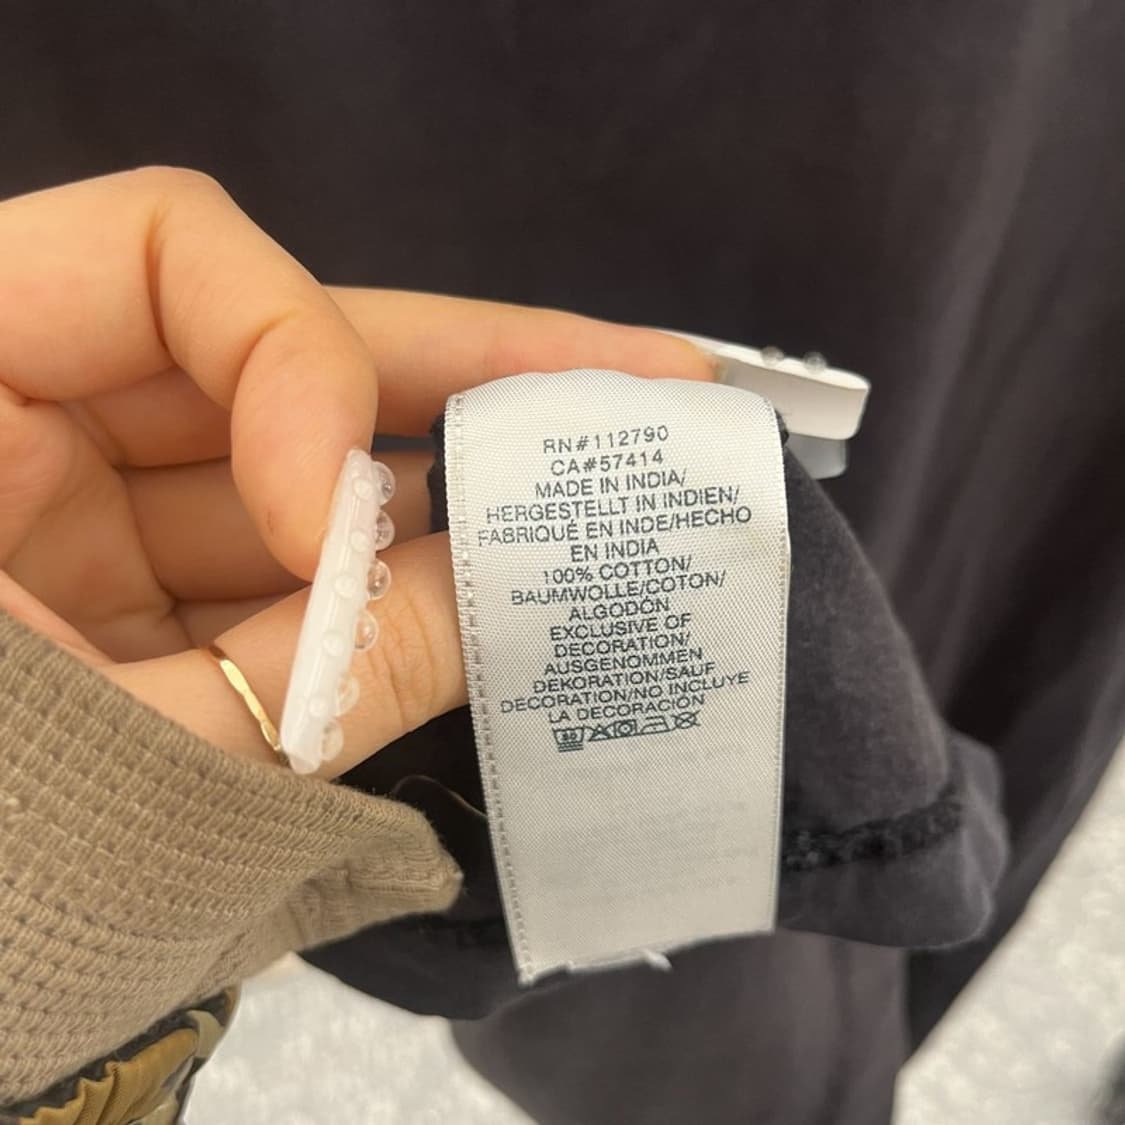 RN#112790
CA#57414
MADE IN INDIA/
HERGESTELLT IN INDIEN/
FABRIQUÉ EN INDE/HECHO
EN INDIA
100% COTTON/
BAUMWOLLE/COTON/
ALGODÓN
EXCLUSIVE OF
DECORATION/
AUSGENOMMEN
DEKORATION/SAUF
DECORATION/NO INCLUYE
LA DECORACIÓN